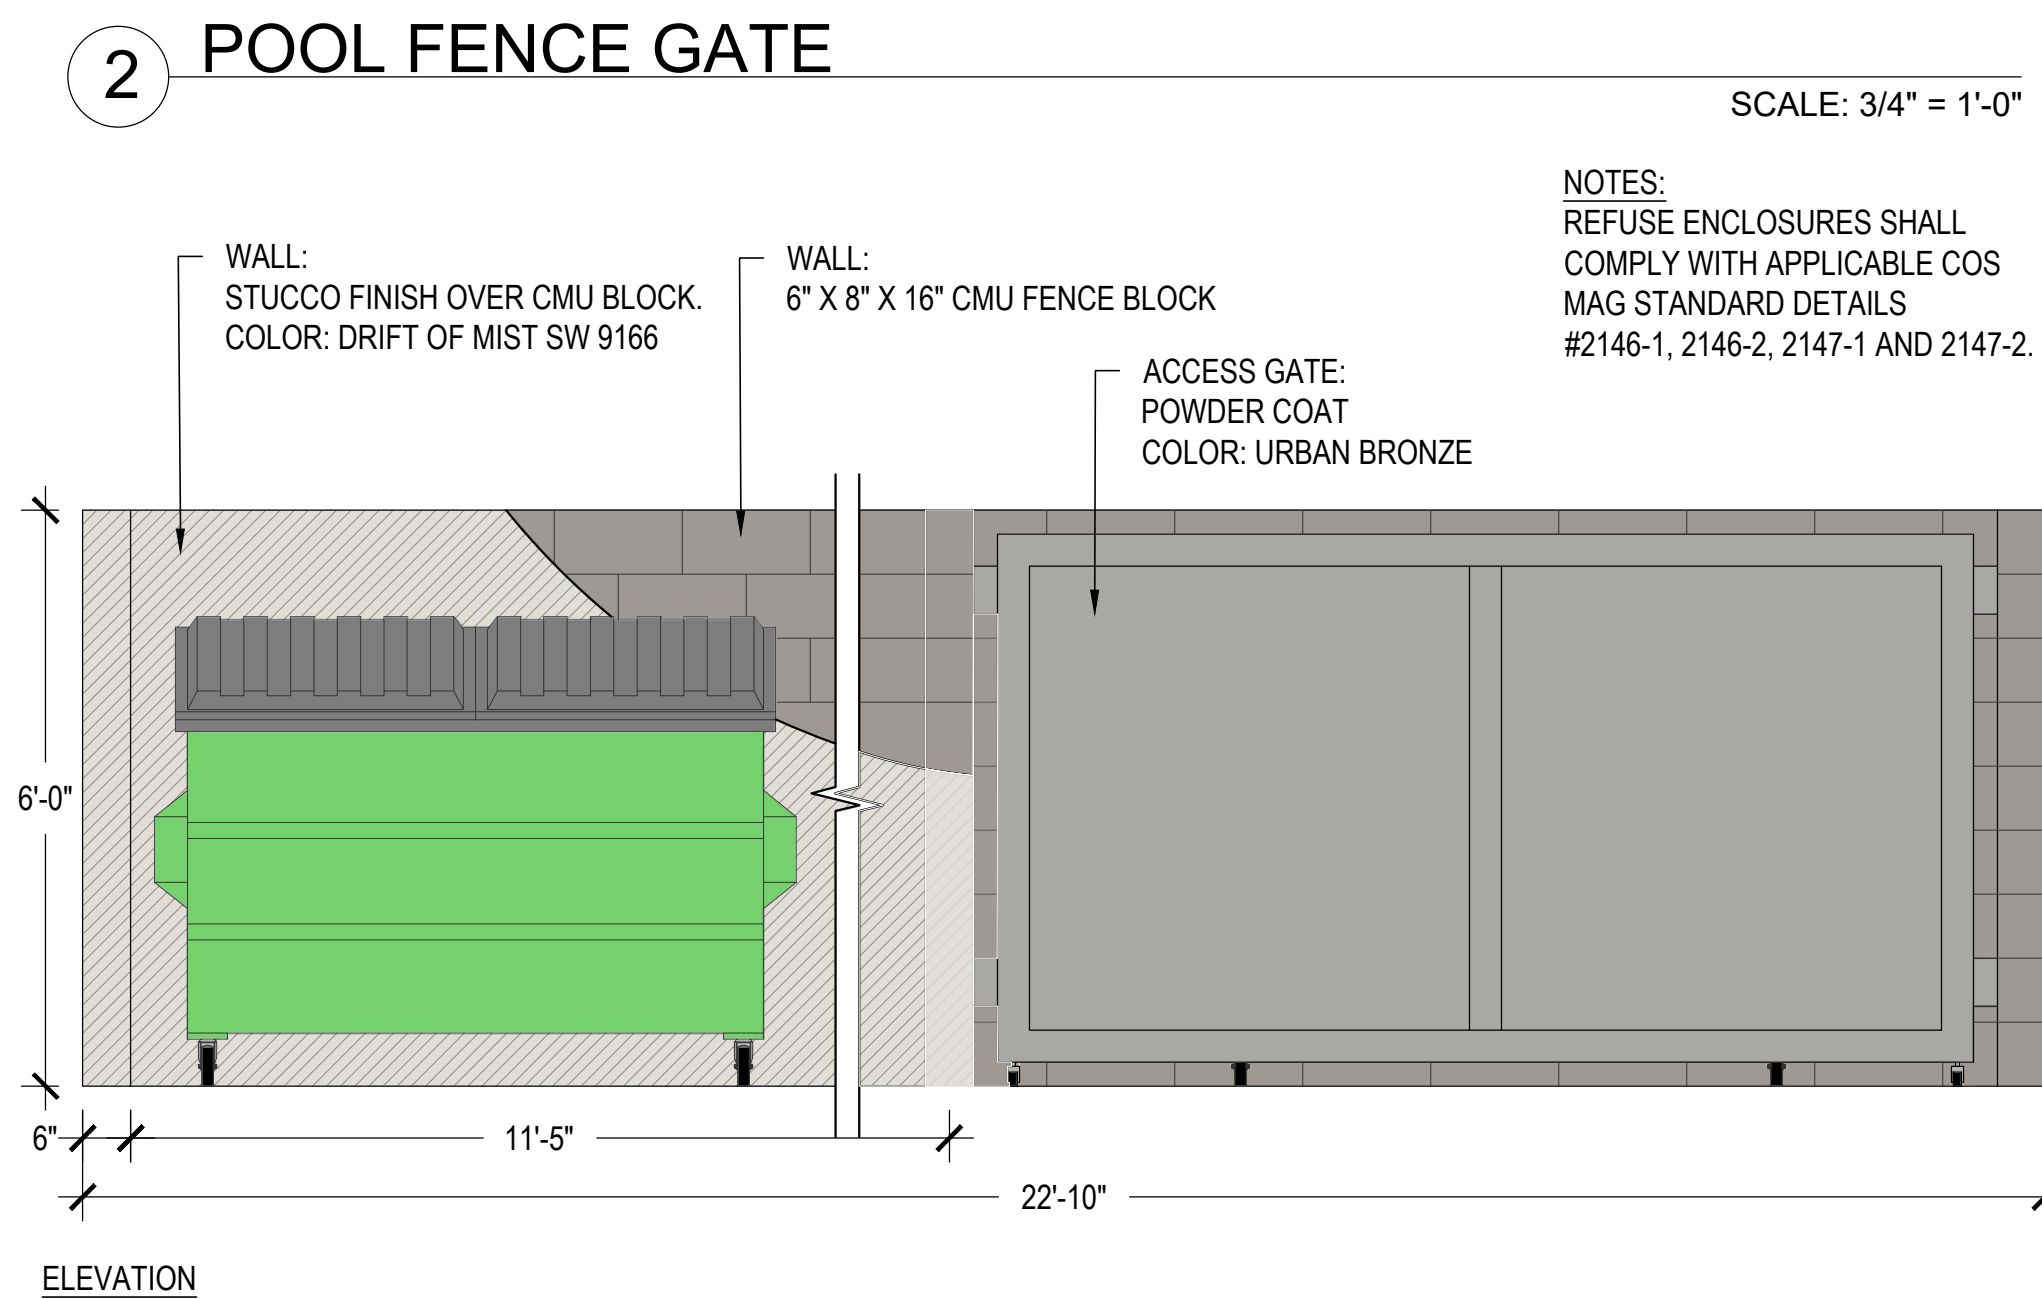 2
POOL FENCE GATE
SCALE: 3/4" = 1'-0"
NOTES:
REFUSE ENCLOSURES SHALL
COMPLY WITH APPLICABLE COS
MAG STANDARD DETAILS
#2146-1, 2146-2, 2147-1 AND 2147-2.
WALL:
STUCCO FINISH OVER CMU BLOCK.
COLOR: DRIFT OF MIST SW 9166
WALL:
6" X 8" X 16" CMU FENCE BLOCK
ACCESS GATE:
POWDER COAT
COLOR: URBAN BRONZE
6'-0"
6"
11'-5"
22'-10"
ELEVATION